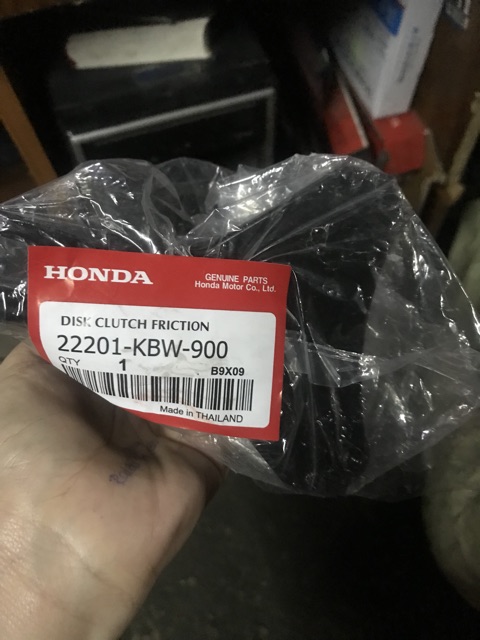 HONDA
GENUINE PARTS
Honda Motor Co., Ltd.
DISK CLUTCH FRICTION
22201-KBW-900
QTY 1
B9X09
Made in THAILAND